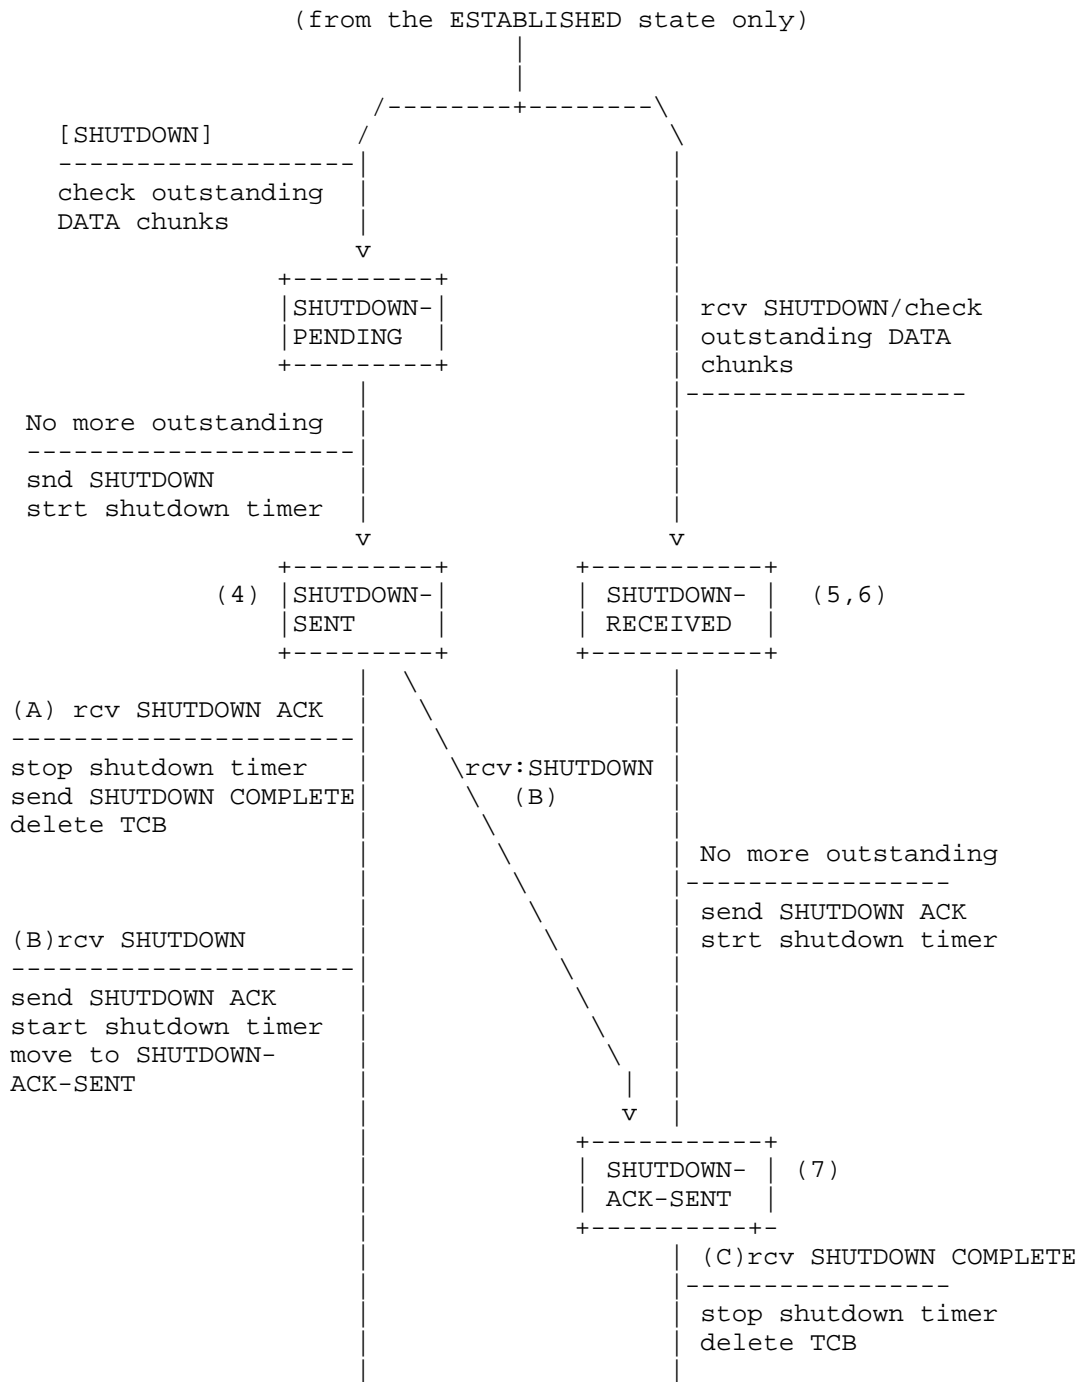 (from the ESTABLISHED state only)
[SHUTDOWN]
check outstanding
DATA chunks
SHUTDOWN-
PENDING
rcv SHUTDOWN/check
outstanding DATA
chunks
No more outstanding
snd SHUTDOWN
strt shutdown timer
(4)
SHUTDOWN-
SENT
SHUTDOWN-
RECEIVED
(5,6)
(A) rcv SHUTDOWN ACK
stop shutdown timer
send SHUTDOWN COMPLETE
delete TCB
rcv:SHUTDOWN
(B)
No more outstanding
send SHUTDOWN ACK
strt shutdown timer
(B)rcv SHUTDOWN
send SHUTDOWN ACK
start shutdown timer
move to SHUTDOWN-
ACK-SENT
SHUTDOWN-
ACK-SENT
(7)
(C)rcv SHUTDOWN COMPLETE
stop shutdown timer
delete TCB